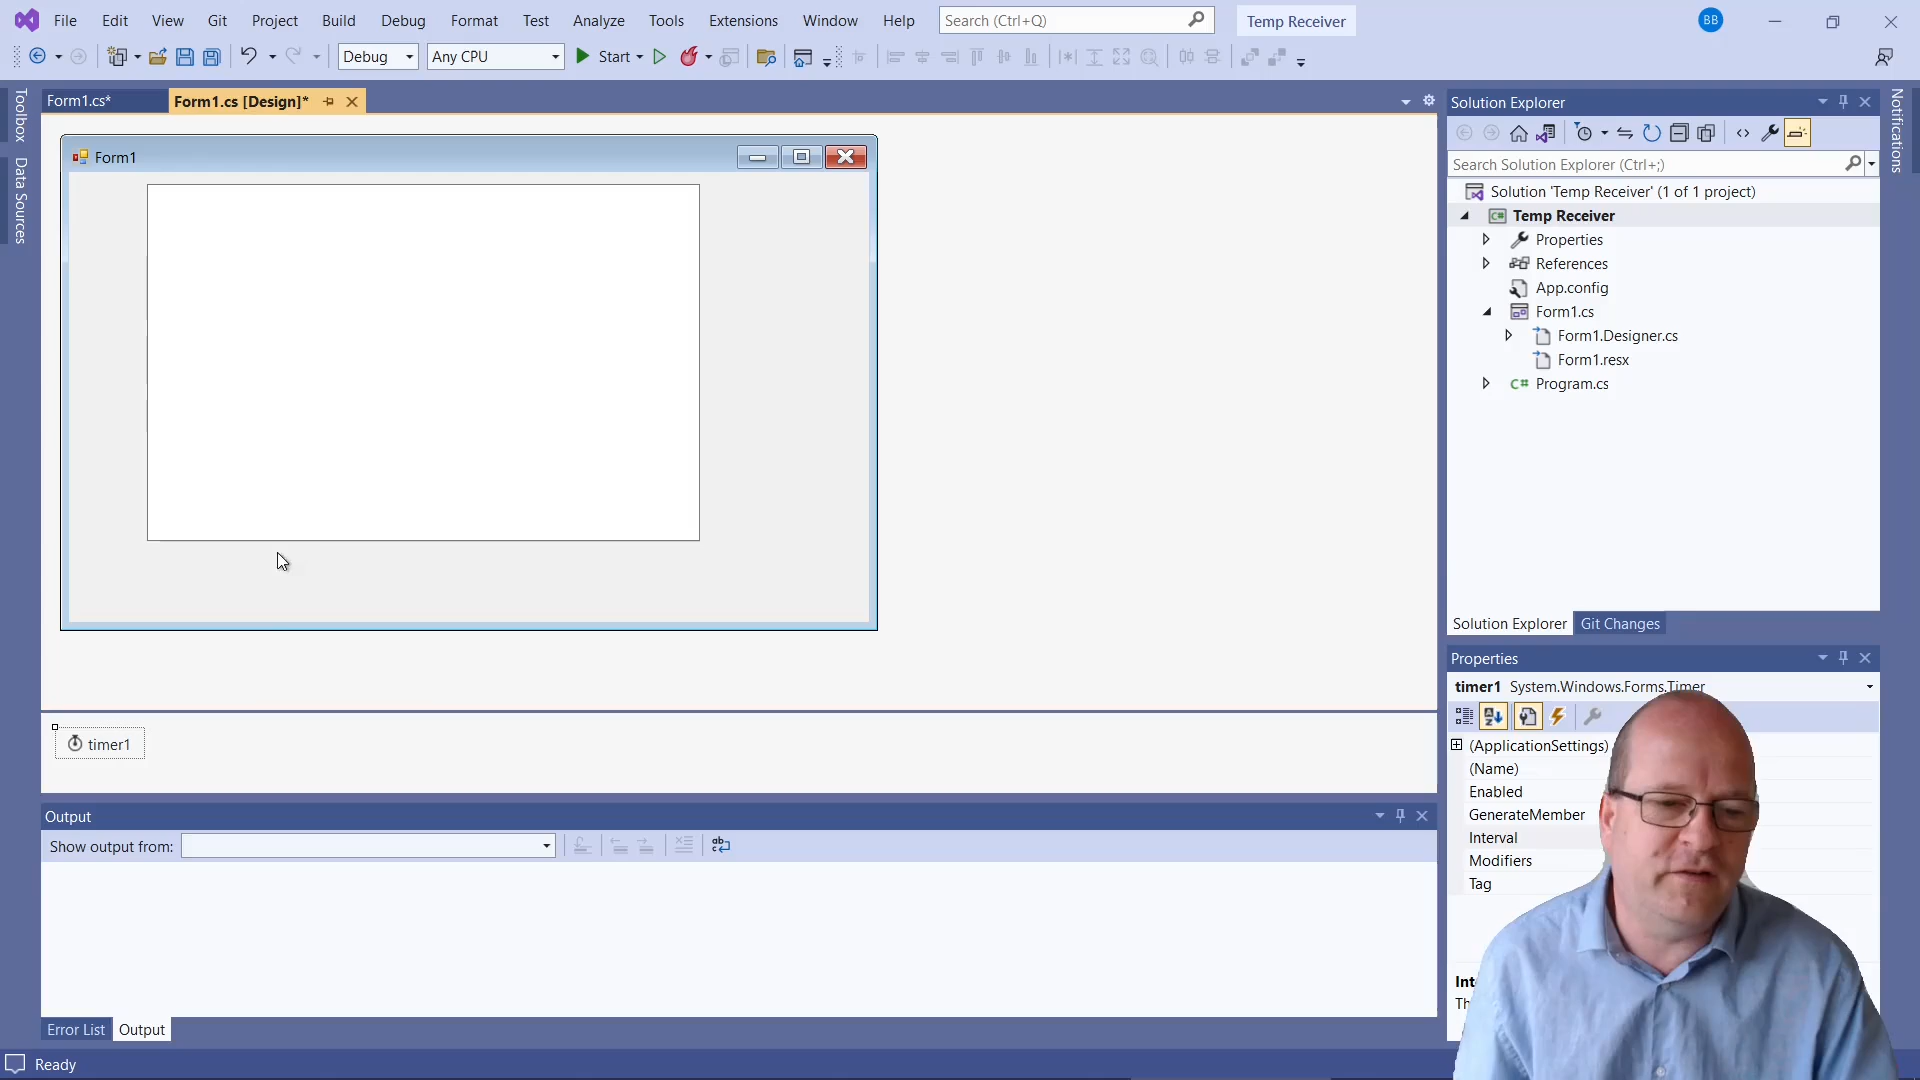 File Edit View Git Project Build Debug Format Test Analyze Tools Extensions Window Help Search (Ctrl+Q) Temp Receiver BB
Debug Any CPU Start
Toolbox
Data Sources
Form1.cs* Form1.cs [Design]*
Form1
timer1
Output
Show output from:
Error List Output
Ready
Solution Explorer
Search Solution Explorer (Ctrl+;)
Solution 'Temp Receiver' (1 of 1 project)
C# Temp Receiver
Properties
References
App.config
Form1.cs
Form1.Designer.cs
Form1.resx
C# Program.cs
Solution Explorer Git Changes
Properties
timer1 System.Windows.Forms.Timer
(ApplicationSettings)
(Name)
Enabled
GenerateMember
Interval
Modifiers
Tag
Notifications